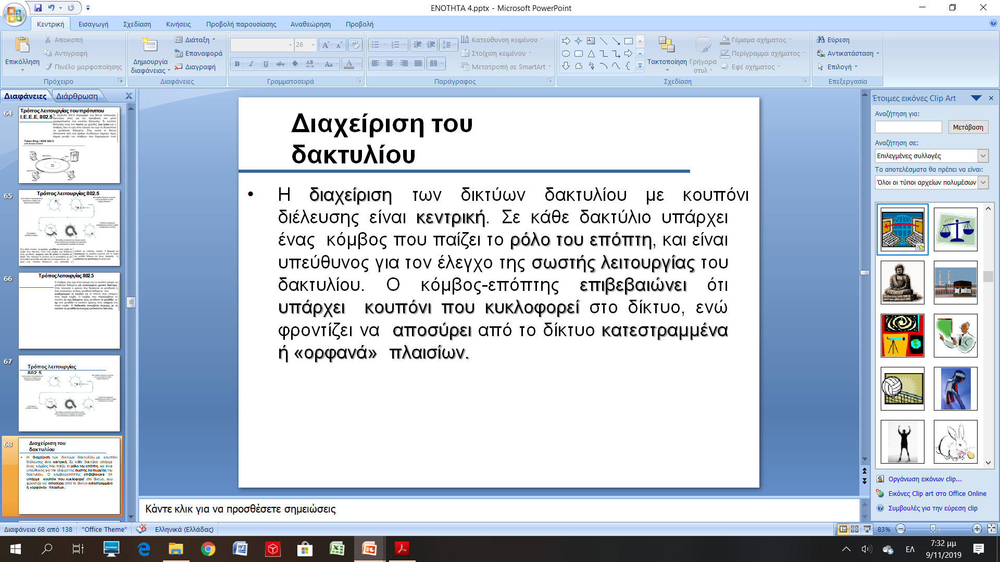 ΕΝΟΤΗΤΑ 4.pptx - Microsoft PowerPoint
Κεντρική Εισαγωγή Σχεδίαση Κινήσεις Προβολή παρουσίασης Αναθεώρηση Προβολή
Επικόλληση
Αποκοπή
Αντιγραφή
Πινέλο μορφοποίησης
Πρόχειρο
Δημιουργία
διαφάνειας
Διάταξη
Επαναφορά
Διαγραφή
Διαφάνειες
26
Γραμματοσειρά
Κατεύθυνση κειμένου
Στοίχιση κειμένου
Μετατροπή σε SmartArt
Παράγραφος
Τακτοποίηση
Γρήγορα
στυλ
Γέμισμα σχήματος
Περίγραμμα σχήματος
Εφέ σχήματος
Σχεδίαση
Εύρεση
Αντικατάσταση
Επιλογή
Επεξεργασία
Διαφάνειες Διάρθρωση
64
Τρόπος λειτουργίας του πρότυπου
Ι.Ε.Ε.Ε. 802.5
Token Ring / IEEE 802.5
65
Τρόπος λειτουργίας 802.5
66
Τρόπος λειτουργίας 802.5
67
Τρόπος λειτουργίας
802.5
68
Διαχείριση του
δακτυλίου
Η διαχείριση των δικτύων δακτυλίου με κουπόνι
διέλευσης είναι κεντρική. Σε κάθε δακτύλιο υπάρχει
ένας κόμβος που παίζει το ρόλο του επόπτη, και είναι
υπεύθυνος για τον έλεγχο της σωστής λειτουργίας του
δακτυλίου. Ο κόμβος-επόπτης επιβεβαιώνει ότι
υπάρχει κουπόνι που κυκλοφορεί στο δίκτυο, ενώ
φροντίζει να αποσύρει από το δίκτυο κατεστραμμένα
ή «ορφανά» πλαισίων.
Διαχείριση του
δακτυλίου
• Η διαχείριση των δικτύων δακτυλίου με κουπόνι
διέλευσης είναι κεντρική. Σε κάθε δακτύλιο υπάρχει
ένας κόμβος που παίζει το ρόλο του επόπτη, και είναι
υπεύθυνος για τον έλεγχο της σωστής λειτουργίας του
δακτυλίου. Ο κόμβος-επόπτης επιβεβαιώνει ότι
υπάρχει κουπόνι που κυκλοφορεί στο δίκτυο, ενώ
φροντίζει να αποσύρει από το δίκτυο κατεστραμμένα
ή «ορφανά» πλαισίων.
Κάντε κλικ για να προσθέσετε σημειώσεις
Έτοιμες εικόνες Clip Art
Αναζήτηση για:
Μετάβαση
Αναζήτηση σε:
Επιλεγμένες συλλογές
Τα αποτελέσματα θα πρέπει να είναι:
Όλοι οι τύποι αρχείων πολυμέσων
Οργάνωση εικόνων clip...
Εικόνες Clip art στο Office Online
Συμβουλές για την εύρεση clip
Διαφάνεια 68 από 138 "Office Theme" Ελληνικά (Ελλάδας) 83%
ΕΛ
7:32 μμ
9/11/2019